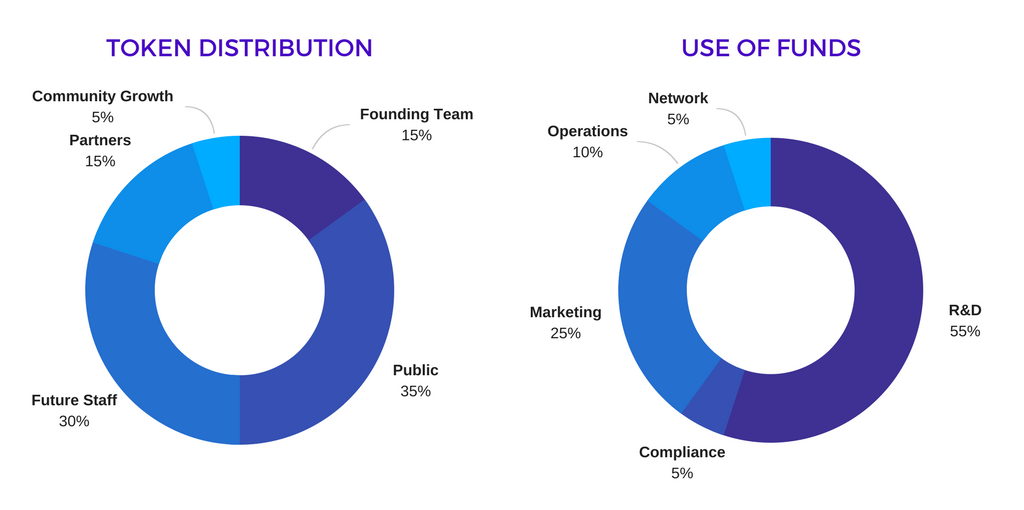 TOKEN DISTRIBUTION
Community Growth
5%
Partners
15%
Founding Team
15%
Public
35%
Future Staff
30%
USE OF FUNDS
Network
5%
Operations
10%
Marketing
25%
R&D
55%
Compliance
5%